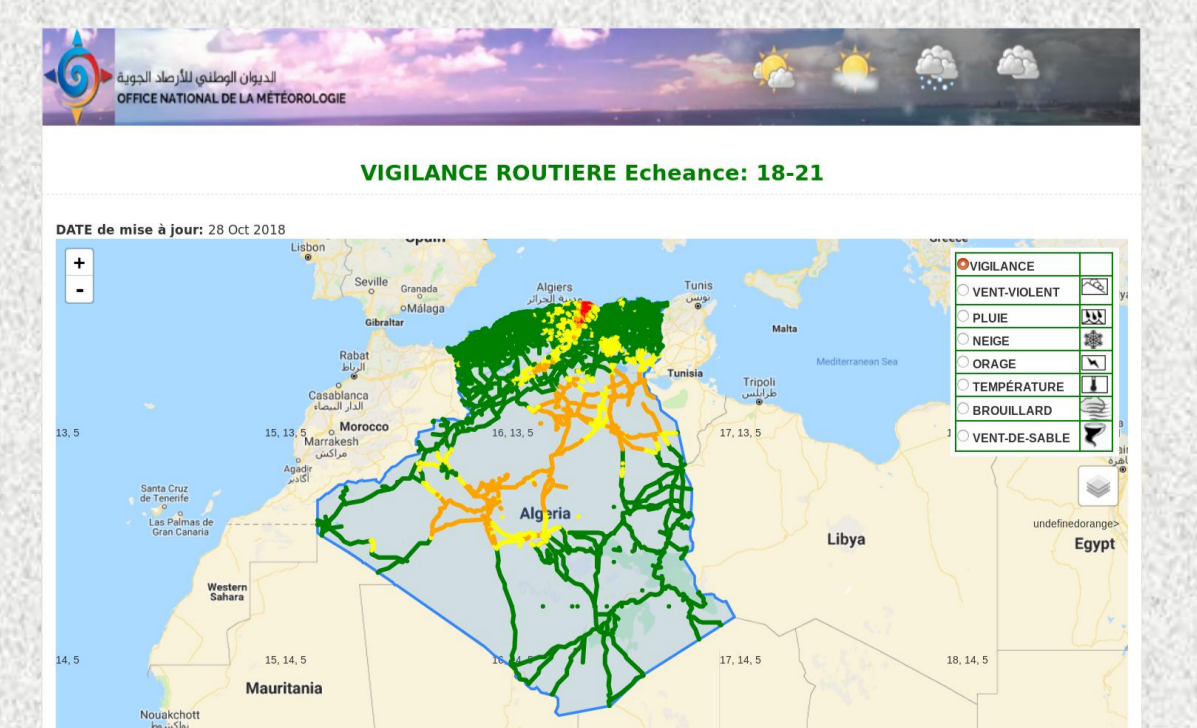 الديوان الوطني للأرصاد الجوية
OFFICE NATIONAL DE LA MÉTÉOROLOGIE
VIGILANCE ROUTIERE Echeance: 18-21
DATE de mise à jour: 28 Oct 2018
+
-
Lisbon
Spain
Greece
Seville
Granada
Málaga
Gibraltar
Algiers
مدينة الجزائر
Tunis
تونس
Malta
Mediterranean Sea
Rabat
الرباط
Tunisia
Tripoli
طرابلس
Casablanca
الدار البيضاء
Morocco
Marrakesh
مراكش
Agadir
أكادير
13, 5
15, 13, 5
16, 13, 5
17, 13, 5
VIGILANCE
VENT-VIOLENT
PLUIE
NEIGE
ORAGE
TEMPÉRATURE
BROUILLARD
VENT-DE-SABLE
Santa Cruz
de Tenerife
Las Palmas de
Gran Canaria
Algeria
Libya
undefinedorange>
Egypt
Western
Sahara
14, 5
15, 14, 5
17, 14, 5
18, 14, 5
Mauritania
Nouakchott